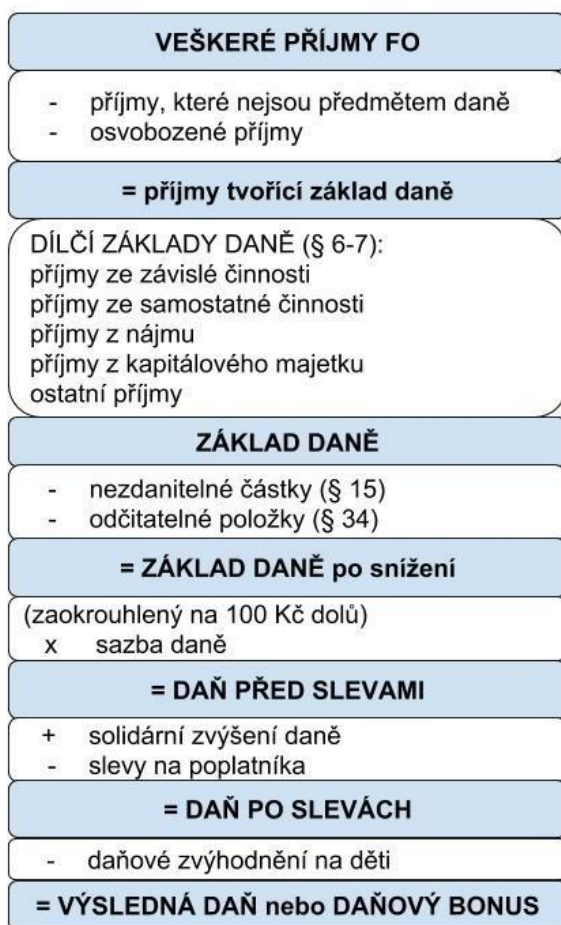 VEŠKERÉ PŘÍJMY FO
- příjmy, které nejsou předmětem daně
- osvobozené příjmy
= příjmy tvořící základ daně
DÍLČÍ ZÁKLADY DANĚ (§ 6-7):
příjmy ze závislé činnosti
příjmy ze samostatné činnosti
příjmy z nájmu
příjmy z kapitálového majetku
ostatní příjmy
ZÁKLAD DANĚ
- nezdanitelné částky (§ 15)
- odčitatelné položky (§ 34)
= ZÁKLAD DANĚ po snížení
(zaokrouhlený na 100 Kč dolů)
x sazba daně
= DAŇ PŘED SLEVAMI
+ solidární zvýšení daně
- slevy na poplatníka
= DAŇ PO SLEVÁCH
- daňové zvýhodnění na děti
= VÝSLEDNÁ DAŇ nebo DAŇOVÝ BONUS